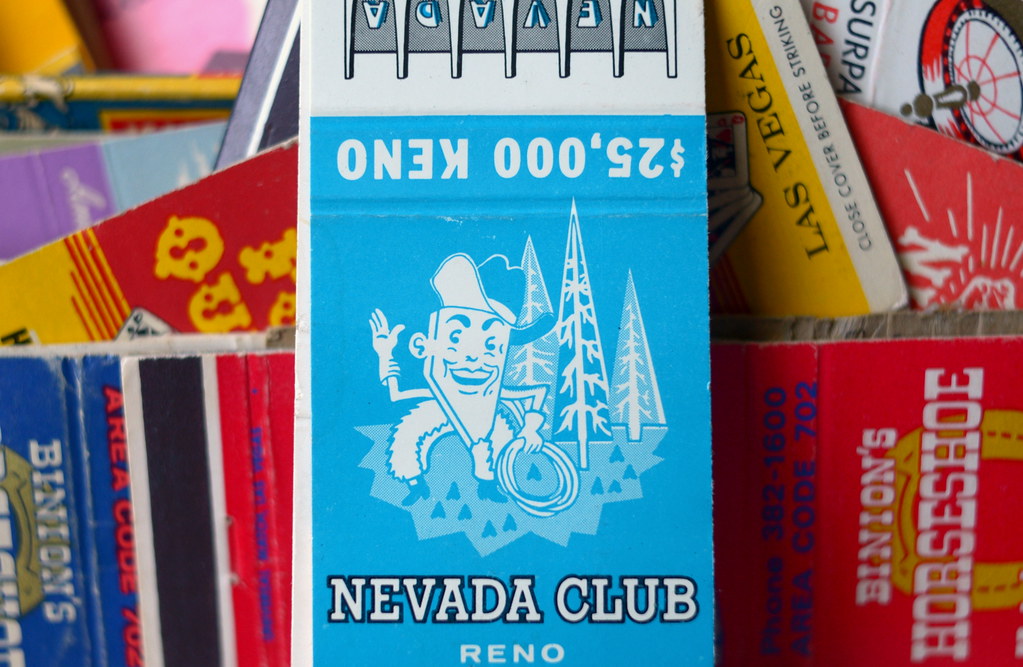 NEVADA
$25,000 KENO
NEVADA CLUB
RENO
LAS VEGAS
CLOSE COVER BEFORE STRIKING
BINION'S
AREA CODE 702
Phone 382-1600
AREA CODE 702
BINION'S
HORSESHOE